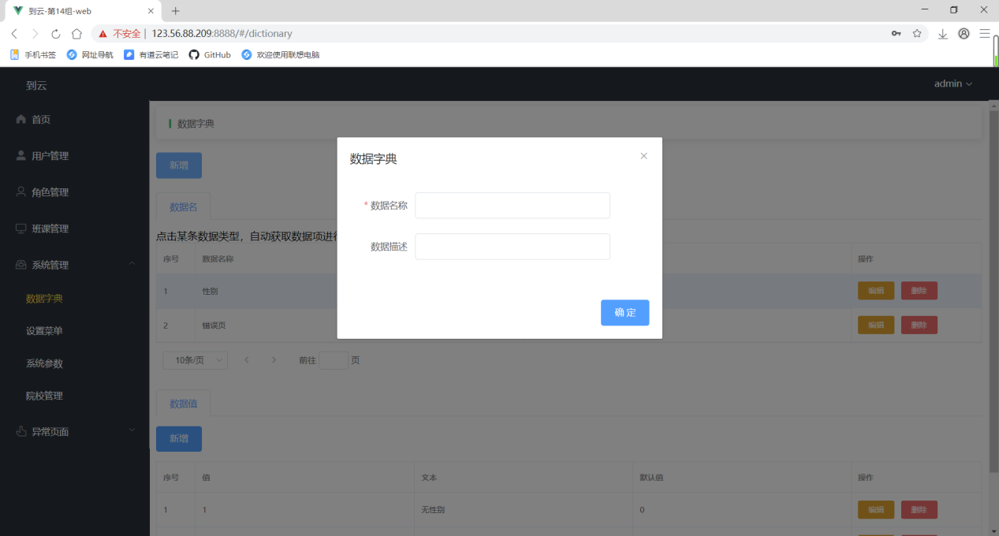 到云-第14组-web
不安全 | 123.56.88.209:8888/#/dictionary
手机书签 网址导航 有道云笔记 GitHub 欢迎使用联想电脑
到云 admin
首页
用户管理
角色管理
班课管理
系统管理
数据字典
设置菜单
系统参数
院校管理
异常页面
数据字典
新增
数据名
点击某条数据类型，自动获取数据项进行
序号 数据名称 操作
1 性别 编辑 删除
2 错误页 编辑 删除
10条/页 前往 页
数据字典
* 数据名称
数据描述
确定
数据值
新增
序号 值 文本 默认值 操作
1 1 无性别 0 编辑 删除